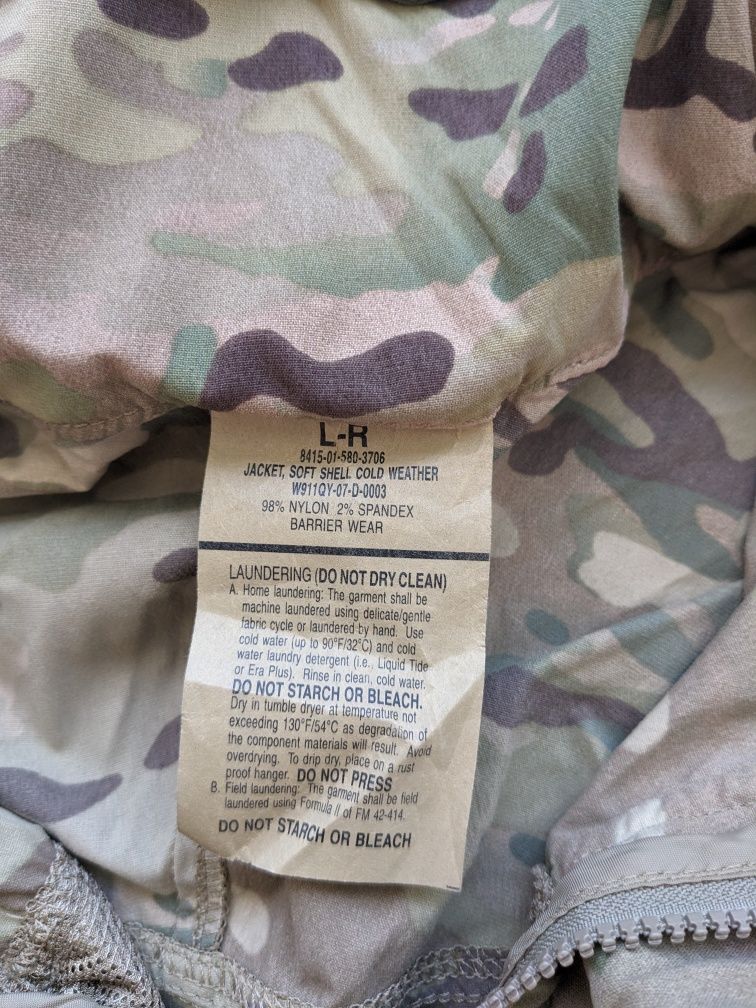 L-R
8415-01-580-3706
JACKET, SOFT SHELL COLD WEATHER
W911QY-07-D-0003
98% NYLON 2% SPANDEX
BARRIER WEAR
LAUNDERING (DO NOT DRY CLEAN)
A. Home laundering: The garment shall be
machine laundered using delicate/gentle
fabric cycle or laundered by hand. Use
cold water (up to 90°F/32°C) and cold
water laundry detergent (i.e., Liquid Tide
or Era Plus). Rinse in clean, cold water.
DO NOT STARCH OR BLEACH.
Dry in tumble dryer at temperature not
exceeding 130°F/54°C as degradation of
the component materials will result. Avoid
overdrying. To drip dry, place on a rust
proof hanger. DO NOT PRESS
B. Field laundering: The garment shall be field
laundered using Formula II of FM 42-414.
DO NOT STARCH OR BLEACH